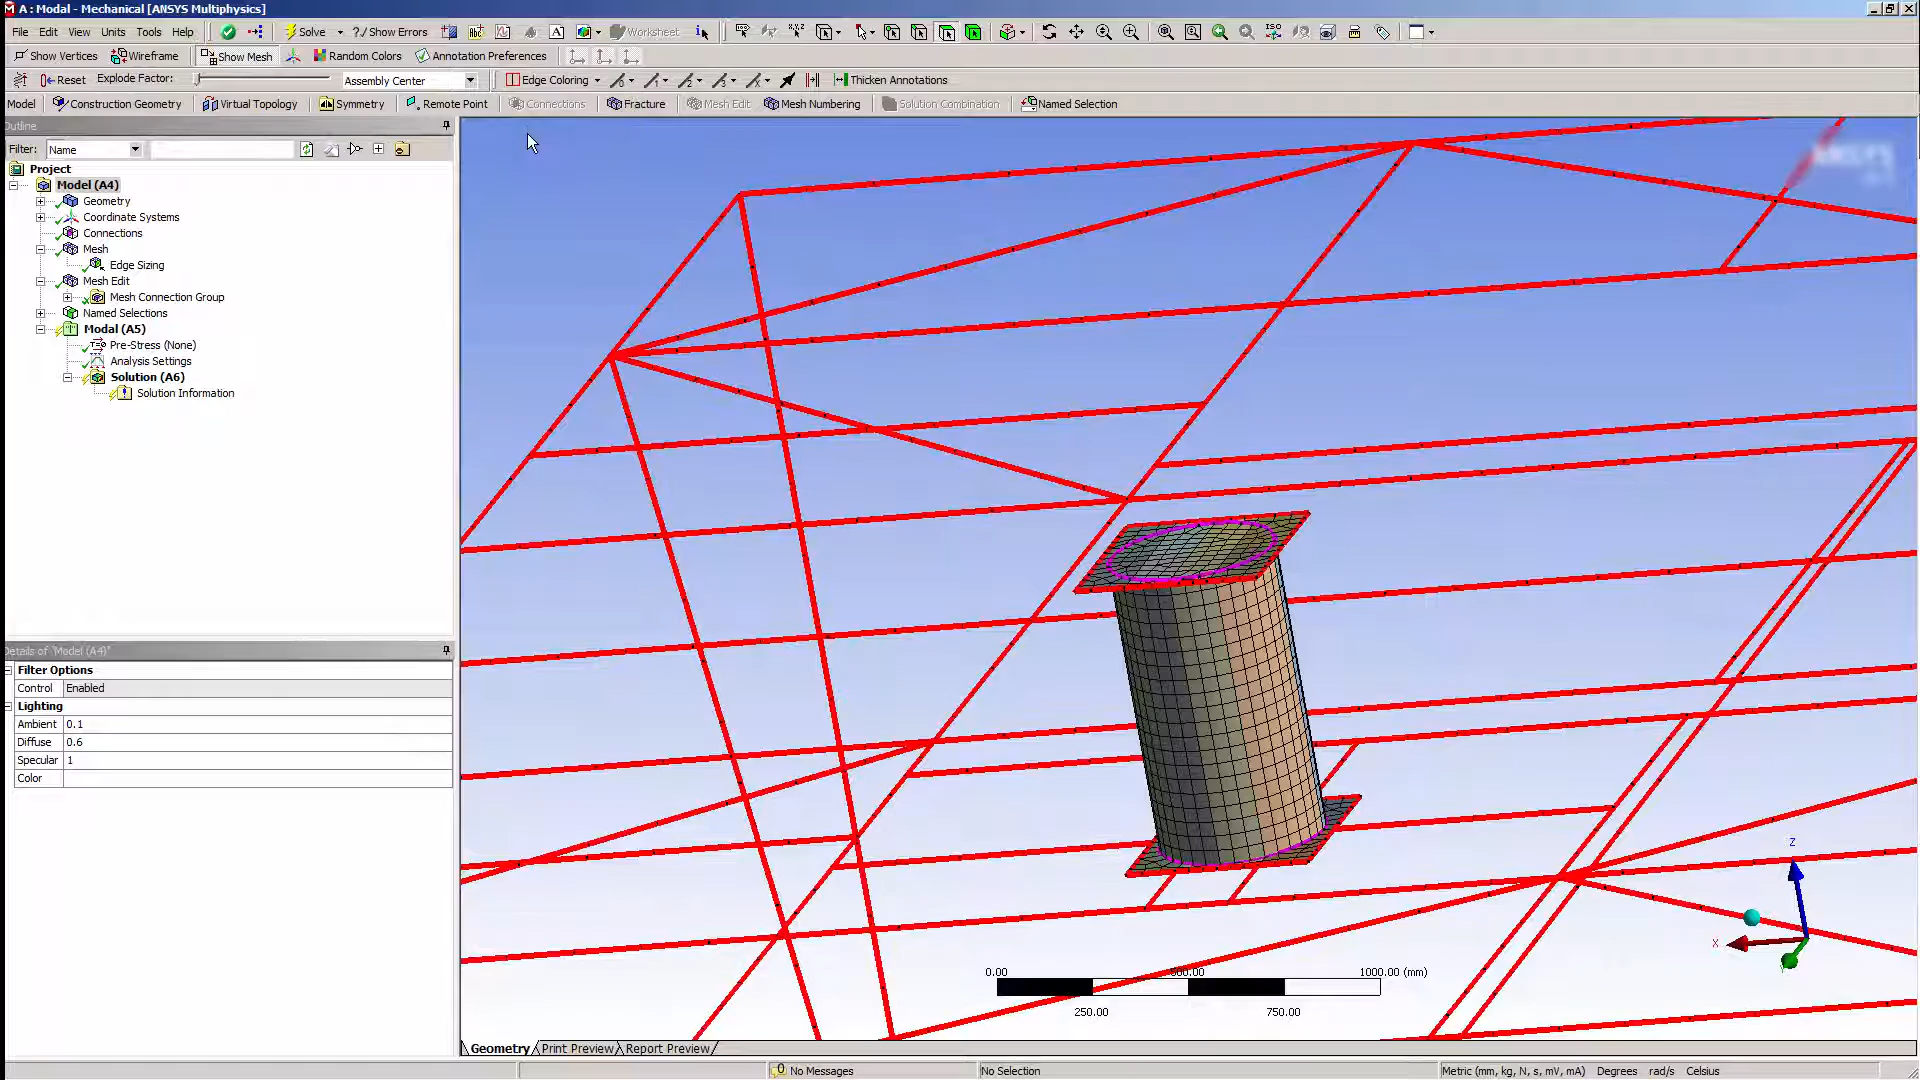 A : Modal - Mechanical [ANSYS Multiphysics]
File Edit View Units Tools Help Solve ?/ Show Errors Worksheet
Show Vertices Wireframe Show Mesh Random Colors Annotation Preferences
Reset Explode Factor: Assembly Center Edge Coloring Thicken Annotations
Model Construction Geometry Virtual Topology Symmetry Remote Point Connections Fracture Mesh Edit Mesh Numbering Solution Combination Named Selection
Outline
Filter: Name
Project
Model (A4)
Geometry
Coordinate Systems
Connections
Mesh
Edge Sizing
Mesh Edit
Mesh Connection Group
Named Selections
Modal (A5)
Pre-Stress (None)
Analysis Settings
Solution (A6)
Solution Information
Details of "Model (A4)"
Filter Options
Control Enabled
Lighting
Ambient 0.1
Diffuse 0.6
Specular 1
Color
ANSYS
Z
X
0.00 500.00 1000.00 (mm)
250.00 750.00
Geometry Print Preview Report Preview
0 No Messages No Selection Metric (mm, kg, N, s, mV, mA) Degrees rad/s Celsius